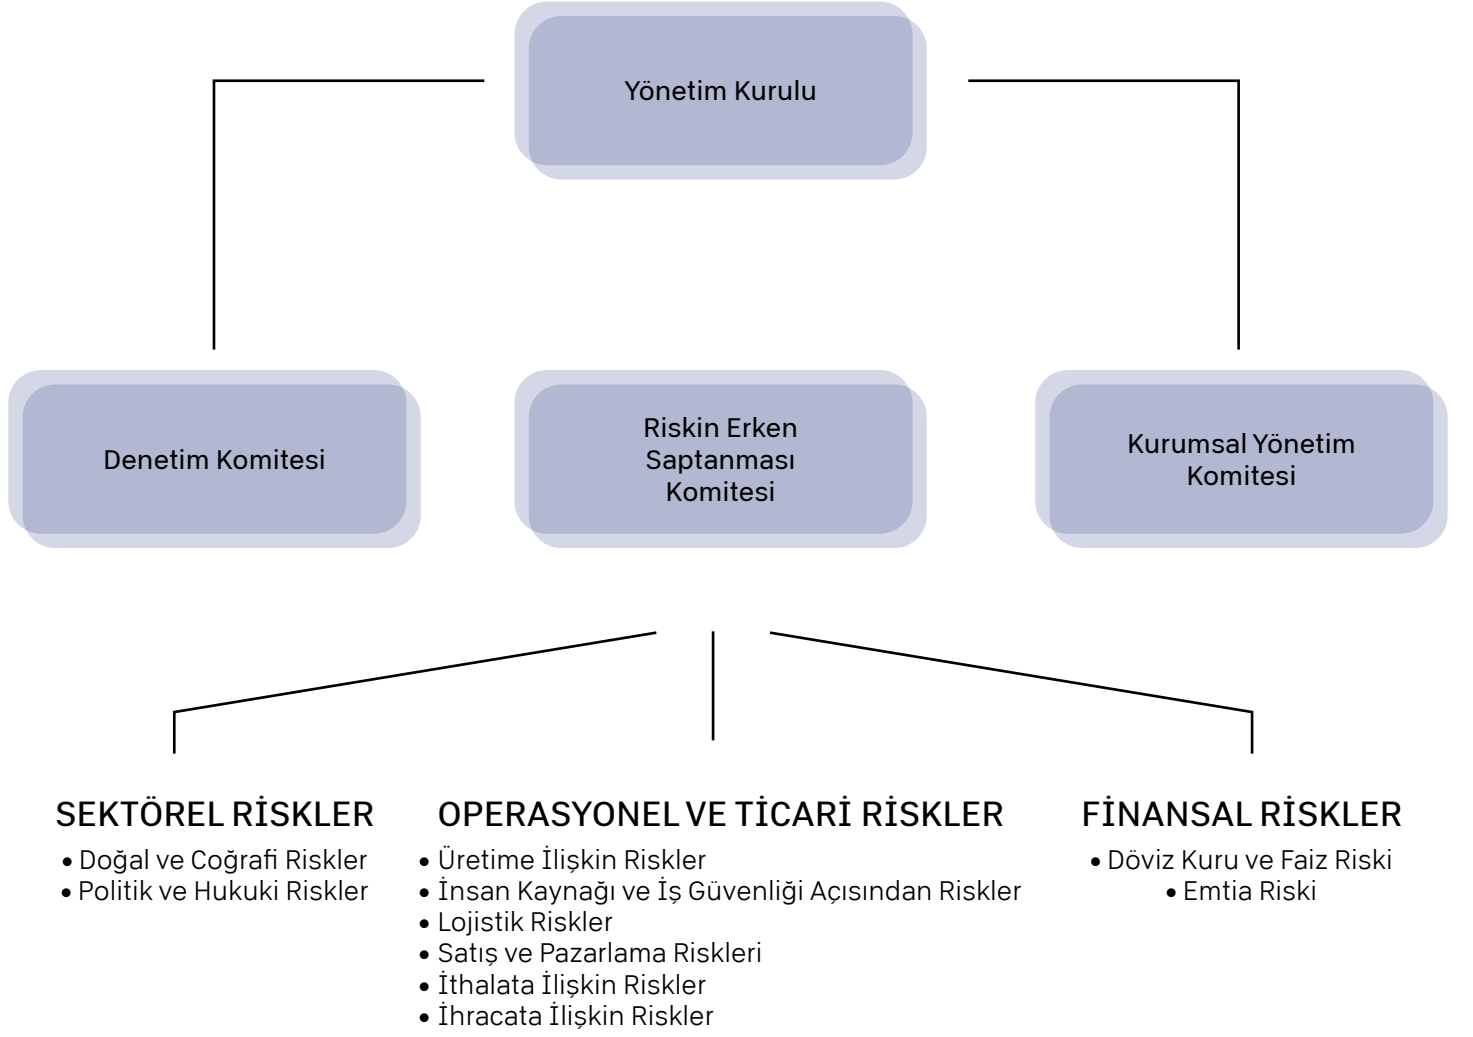 Yönetim Kurulu
Denetim Komitesi
Riskin Erken
Saptanması
Komitesi
Kurumsal Yönetim
Komitesi
SEKTÖREL RİSKLER
• Doğal ve Coğrafi Riskler
• Politik ve Hukuki Riskler
OPERASYONEL VE TİCARİ RİSKLER
• Üretime İlişkin Riskler
• İnsan Kaynağı ve İş Güvenliği Açısından Riskler
• Lojistik Riskler
• Satış ve Pazarlama Riskleri
• İthalata İlişkin Riskler
• İhracata İlişkin Riskler
FİNANSAL RİSKLER
• Döviz Kuru ve Faiz Riski
• Emtia Riski